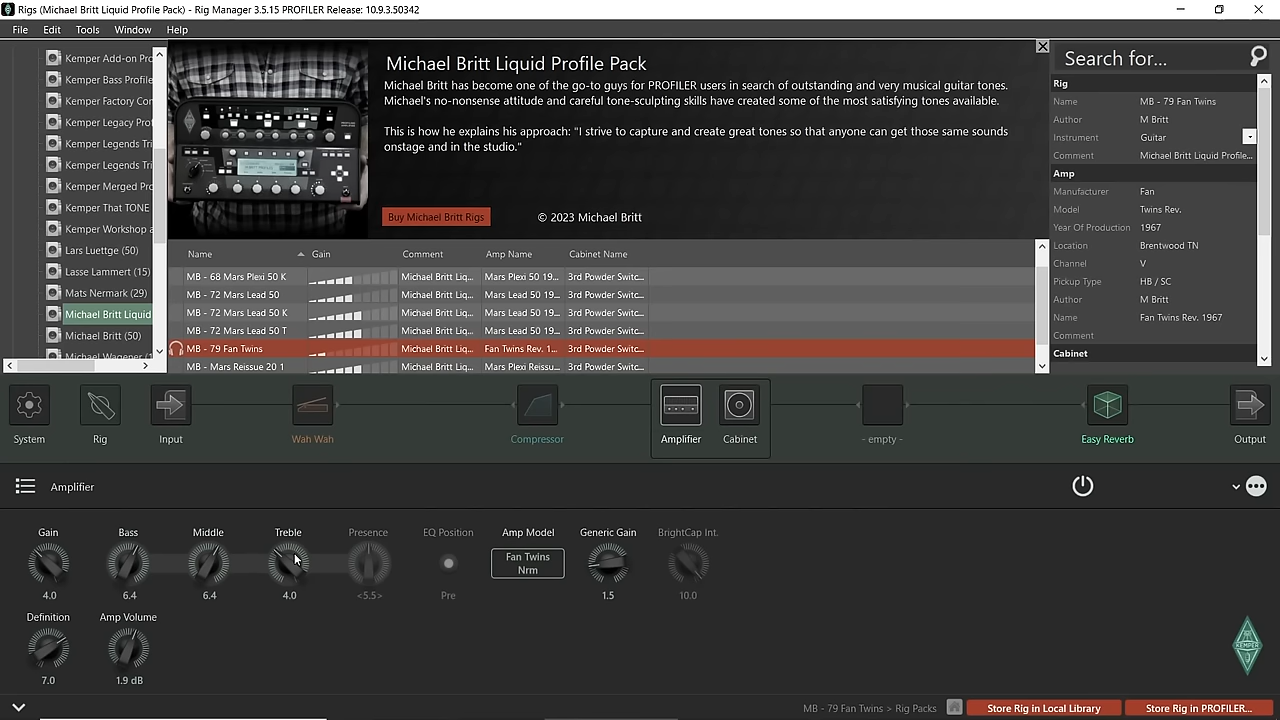 Rigs (Michael Britt Liquid Profile Pack) - Rig Manager 3.5.15 PROFILER Release: 10.9.3.50342
File Edit Tools Window Help
Kemper Add-on Pro
Kemper Bass Profile
Kemper Factory Con
Kemper Legacy Prof
Kemper Legends Tri
Kemper Legends Tri
Kemper Merged Pro
Kemper That TONE
Kemper Workshop a
Lars Luettge (50)
Lasse Lammert (15)
Mats Nermark (29)
Michael Britt Liquid
Michael Britt (50)
Michael Wagener (1
Michael Britt Liquid Profile Pack
Michael Britt has become one of the go-to guys for PROFILER users in search of outstanding and very musical guitar tones.
Michael's no-nonsense attitude and careful tone-sculpting skills have created some of the most satisfying tones available.
This is how he explains his approach: "I strive to capture and create great tones so that anyone can get those same sounds
onstage and in the studio."
Buy Michael Britt Rigs © 2023 Michael Britt
Name Gain Comment Amp Name Cabinet Name
MB - 68 Mars Plexi 50 K Michael Britt Liq... Mars Plexi 50 19... 3rd Powder Switc...
MB - 72 Mars Lead 50 Michael Britt Liq... Mars Lead 50 19... 3rd Powder Switc...
MB - 72 Mars Lead 50 K Michael Britt Liq... Mars Lead 50 19... 3rd Powder Switc...
MB - 72 Mars Lead 50 T Michael Britt Liq... Mars Lead 50 19... 3rd Powder Switc...
MB - 79 Fan Twins Michael Britt Liq... Fan Twins Rev. 1... 3rd Powder Switc...
MB - Mars Reissue 20 1 Michael Britt Liq... Mars Plexi Reissu... 3rd Powder Switc...
Search for...
Rig
Name MB - 79 Fan Twins
Author M Britt
Instrument Guitar
Comment Michael Britt Liquid Profile...
Amp
Manufacturer Fan
Model Twins Rev.
Year Of Production 1967
Location Brentwood TN
Channel V
Pickup Type HB / SC
Author M Britt
Name Fan Twins Rev. 1967
Comment
Cabinet
System Rig Input Wah Wah Compressor Amplifier Cabinet - empty - Easy Reverb Output
Amplifier
Gain Bass Middle Treble Presence EQ Position Amp Model Generic Gain BrightCap Int.
Fan Twins
Nrm
4.0 6.4 6.4 4.0 <5.5> Pre 1.5 10.0
Definition Amp Volume
7.0 1.9 dB
KEMPER
MB - 79 Fan Twins > Rig Packs Store Rig in Local Library Store Rig in PROFILER...